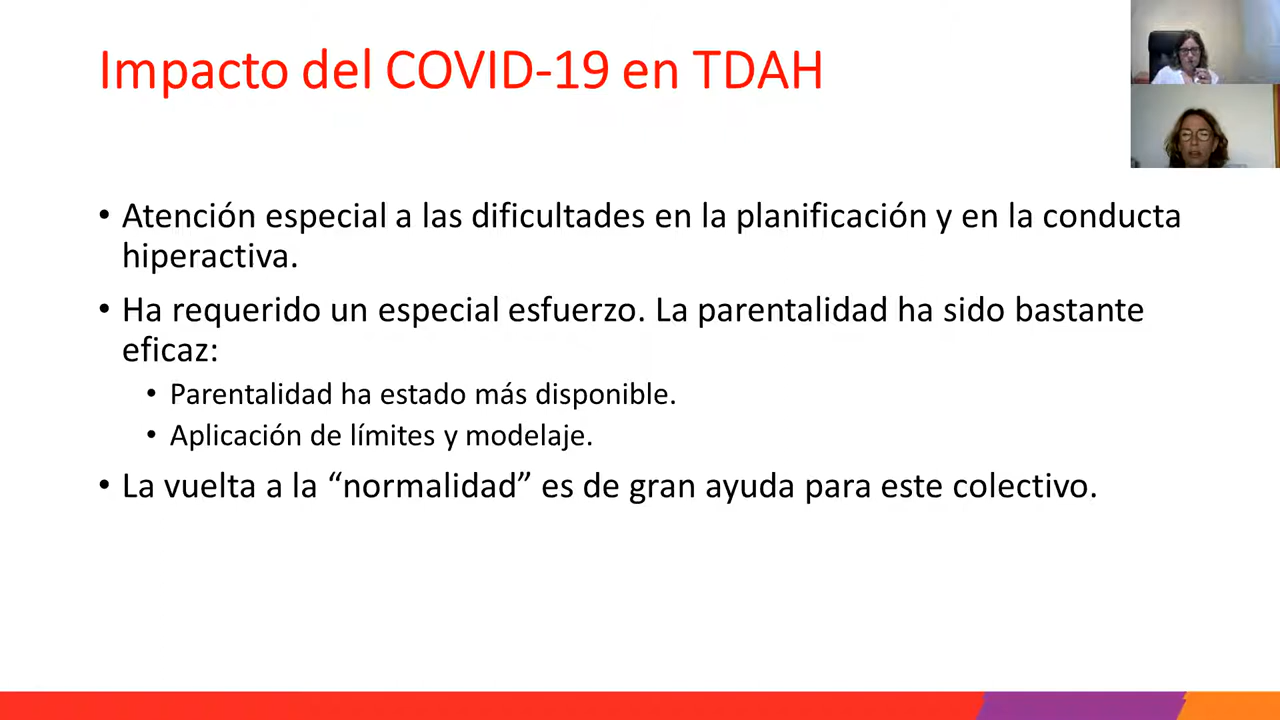 Impacto del COVID-19 en TDAH
• Atención especial a las dificultades en la planificación y en la conducta
hiperactiva.
• Ha requerido un especial esfuerzo. La parentalidad ha sido bastante
eficaz:
• Parentalidad ha estado más disponible.
• Aplicación de límites y modelaje.
• La vuelta a la “normalidad” es de gran ayuda para este colectivo.